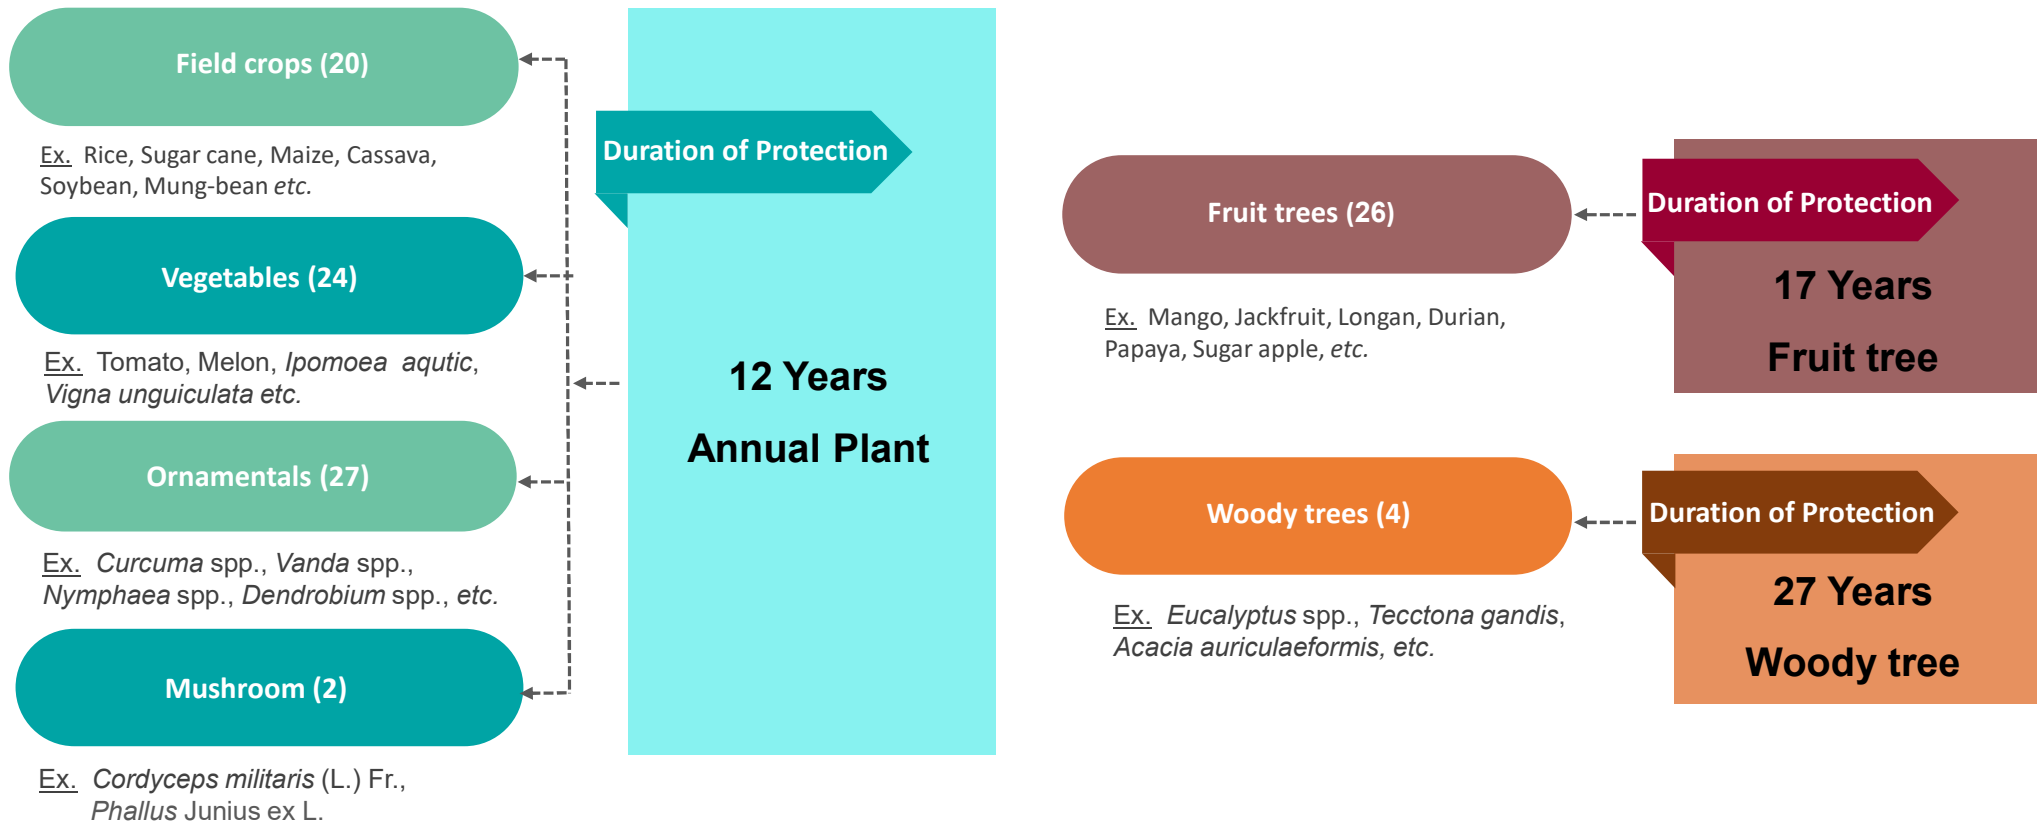 Field crops (20)
Ex. Rice, Sugar cane, Maize, Cassava,
Soybean, Mung-bean etc.
Vegetables (24)
Ex. Tomato, Melon, Ipomoea aqutic,
Vigna unguiculata etc.
Ornamentals (27)
Ex. Curcuma spp., Vanda spp.,
Nymphaea spp., Dendrobium spp., etc.
Mushroom (2)
Ex. Cordyceps militaris (L.) Fr.,
Phallus Junius ex L.
Duration of Protection
12 Years
Annual Plant
Fruit trees (26)
Ex. Mango, Jackfruit, Longan, Durian,
Papaya, Sugar apple, etc.
Duration of Protection
17 Years
Fruit tree
Woody trees (4)
Ex. Eucalyptus spp., Tecctona gandis,
Acacia auriculaeformis, etc.
Duration of Protection
27 Years
Woody tree